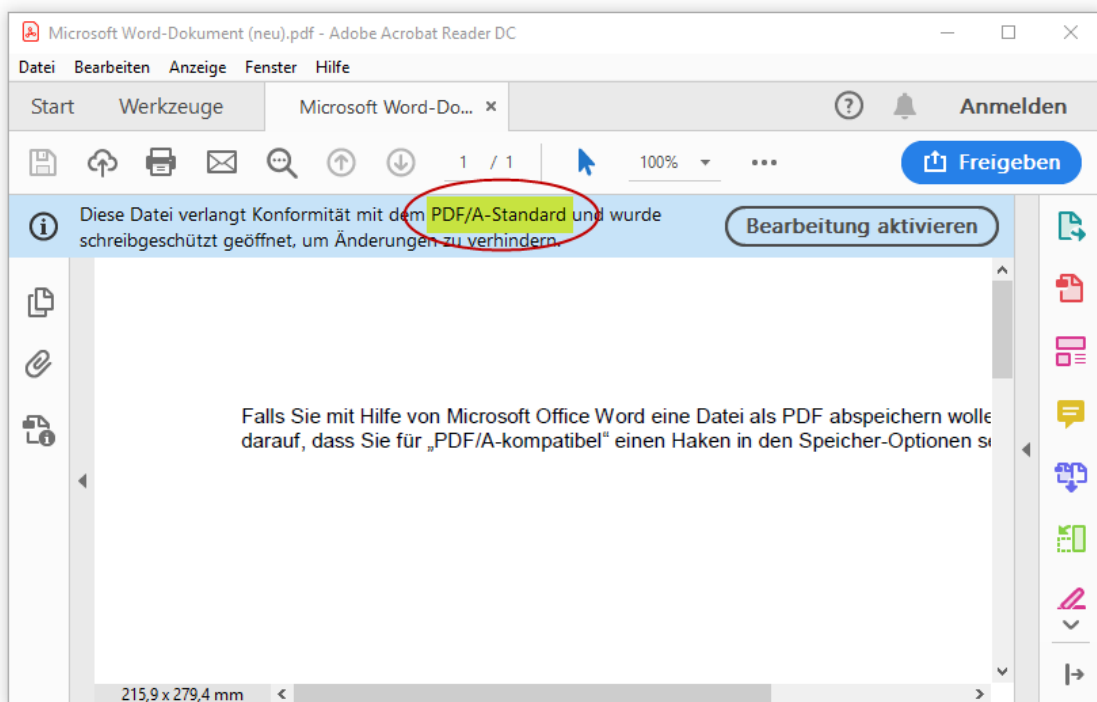 Microsoft Word-Dokument (neu).pdf - Adobe Acrobat Reader DC
Datei Bearbeiten Anzeige Fenster Hilfe
Start Werkzeuge Microsoft Word-Do... × ? Anmelden
1 / 1 100% Freigeben
Diese Datei verlangt Konformität mit dem PDF/A-Standard und wurde
schreibgeschützt geöffnet, um Änderungen zu verhindern.
Bearbeitung aktivieren
Falls Sie mit Hilfe von Microsoft Office Word eine Datei als PDF abspeichern wolle
darauf, dass Sie für „PDF/A-kompatibel“ einen Haken in den Speicher-Optionen se
215,9 x 279,4 mm